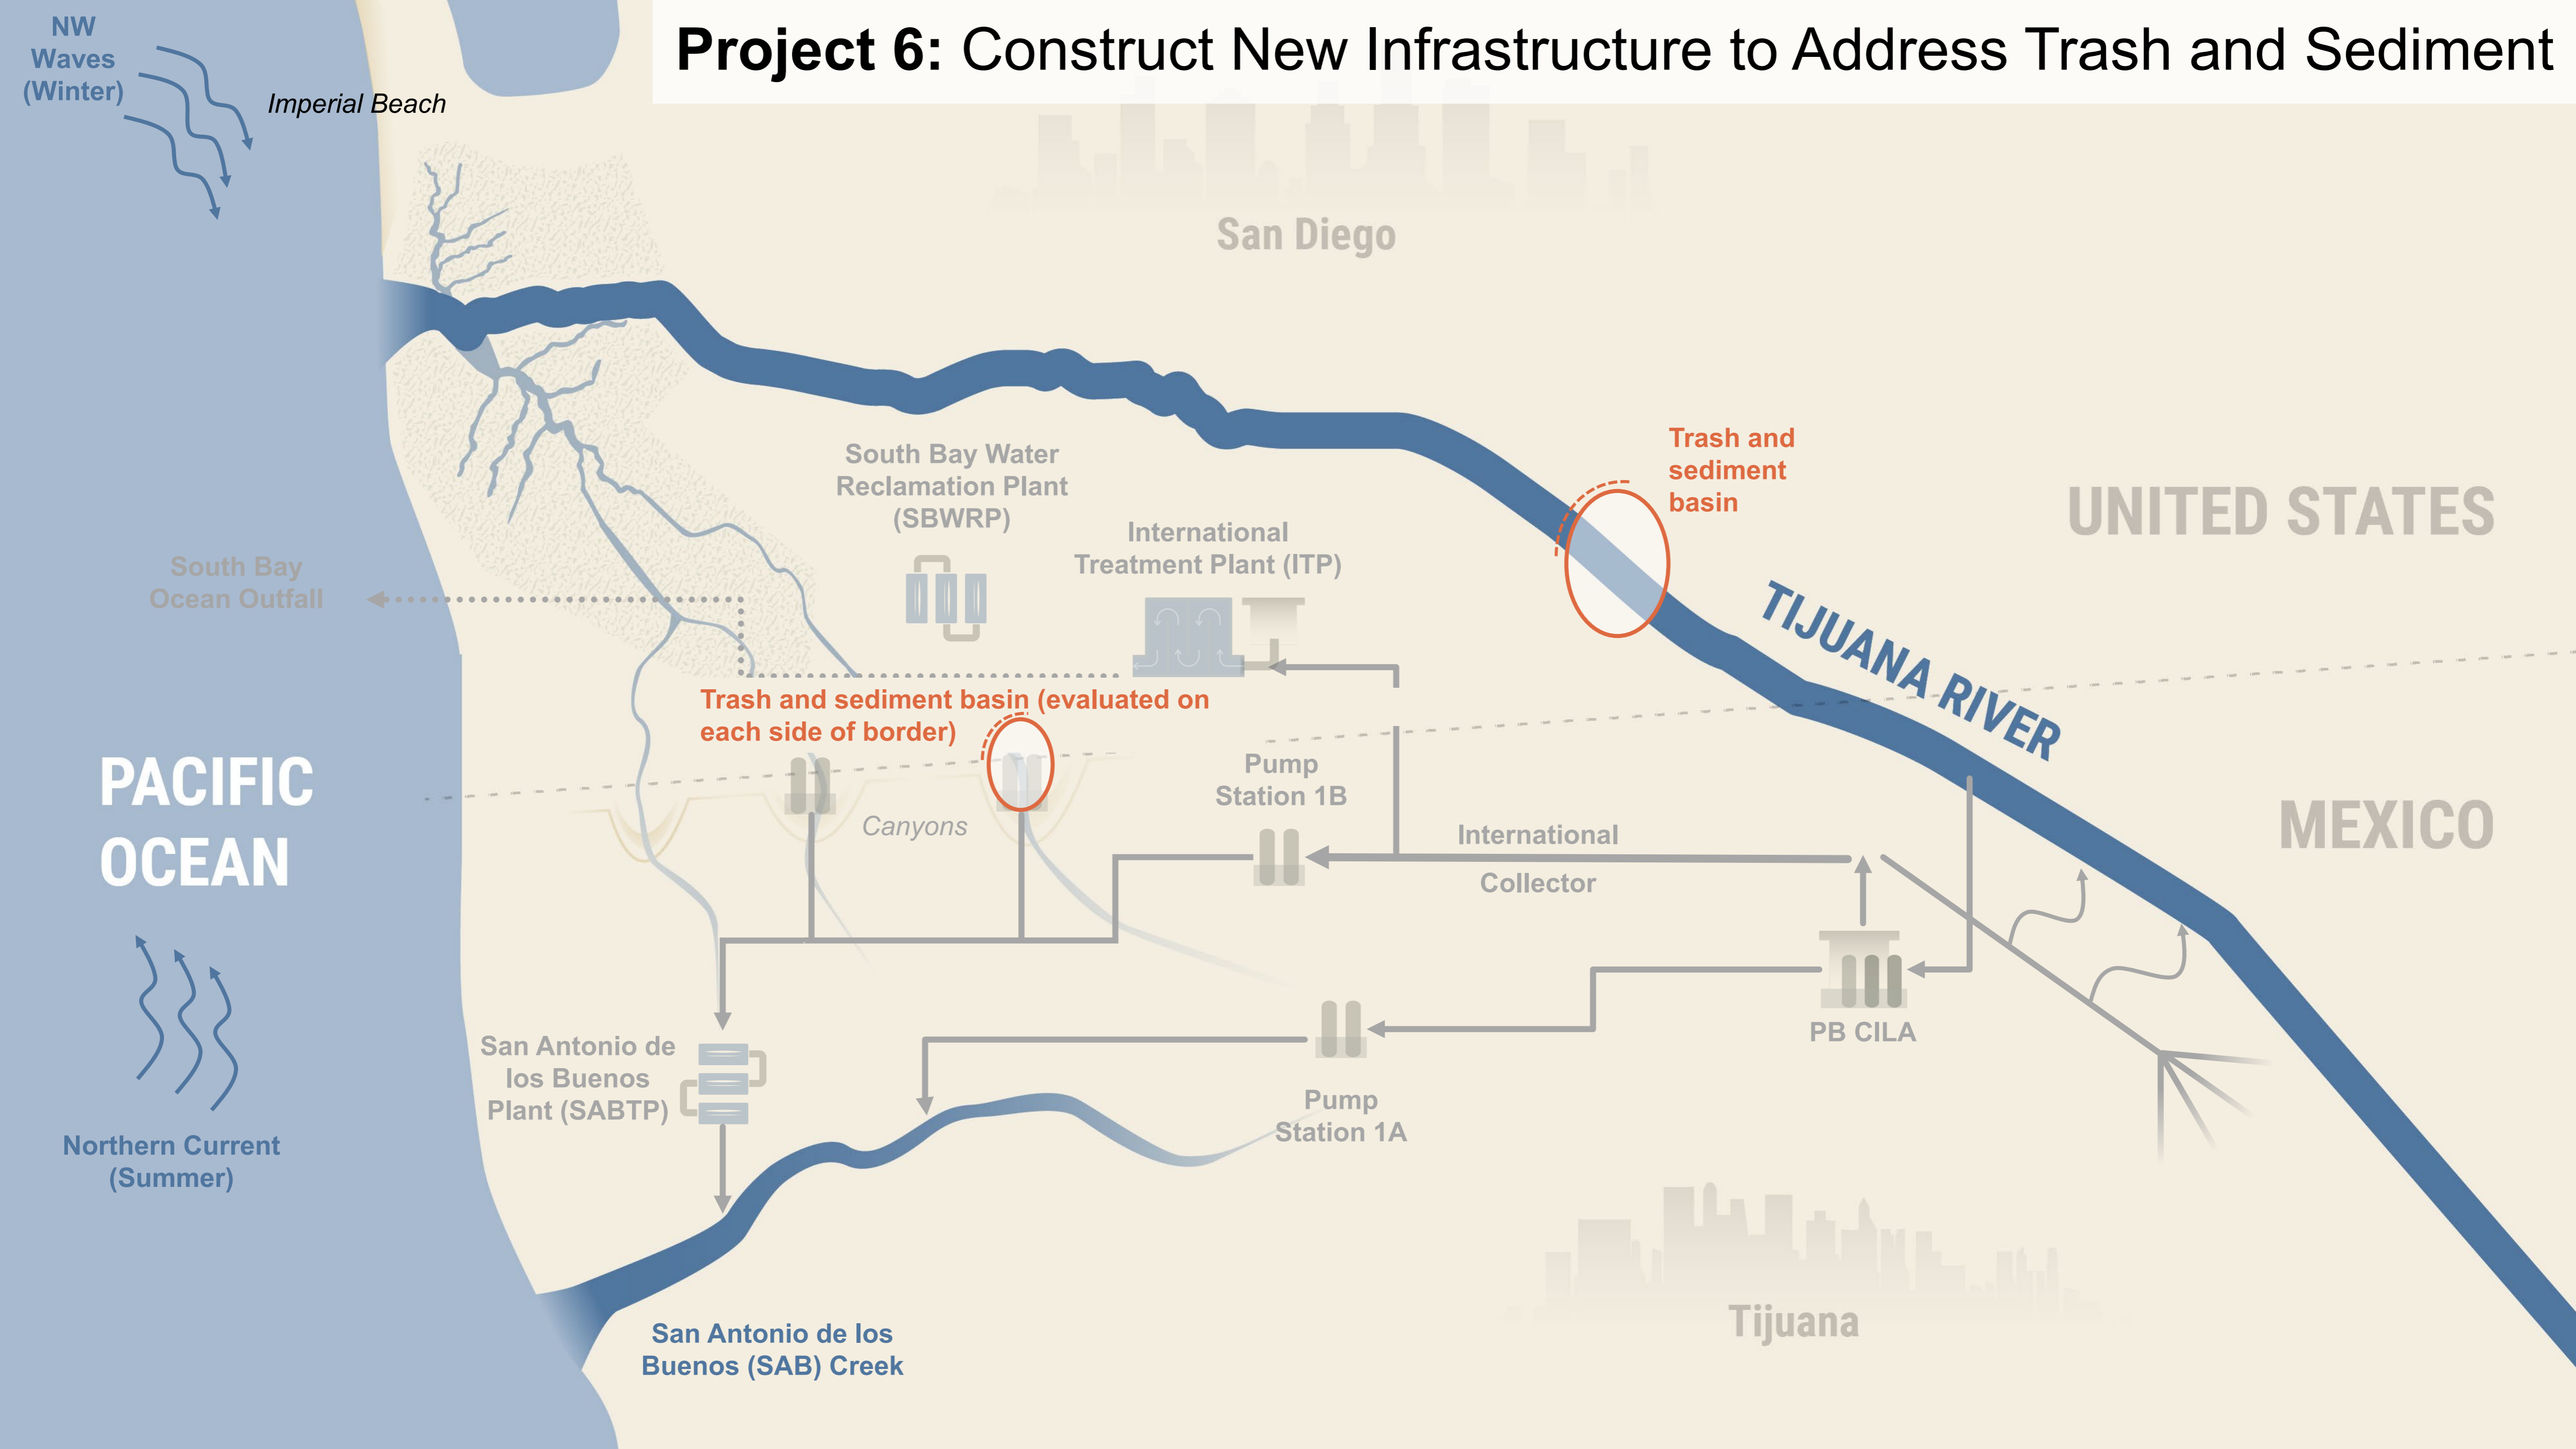 Project 6: Construct New Infrastructure to Address Trash and Sediment
NW
Waves
(Winter)
Imperial Beach
San Diego
Trash and
sediment
basin
South Bay Water
Reclamation Plant
(SBWRP)
International
Treatment Plant (ITP)
UNITED STATES
South Bay
Ocean Outfall
TIJUANA RIVER
Trash and sediment basin (evaluated on
each side of border)
PACIFIC
OCEAN
Pump
Station 1B
Canyons
MEXICO
International
Collector
San Antonio de
los Buenos
Plant (SABTP)
PB CILA
Pump
Station 1A
Northern Current
(Summer)
Tijuana
San Antonio de los
Buenos (SAB) Creek